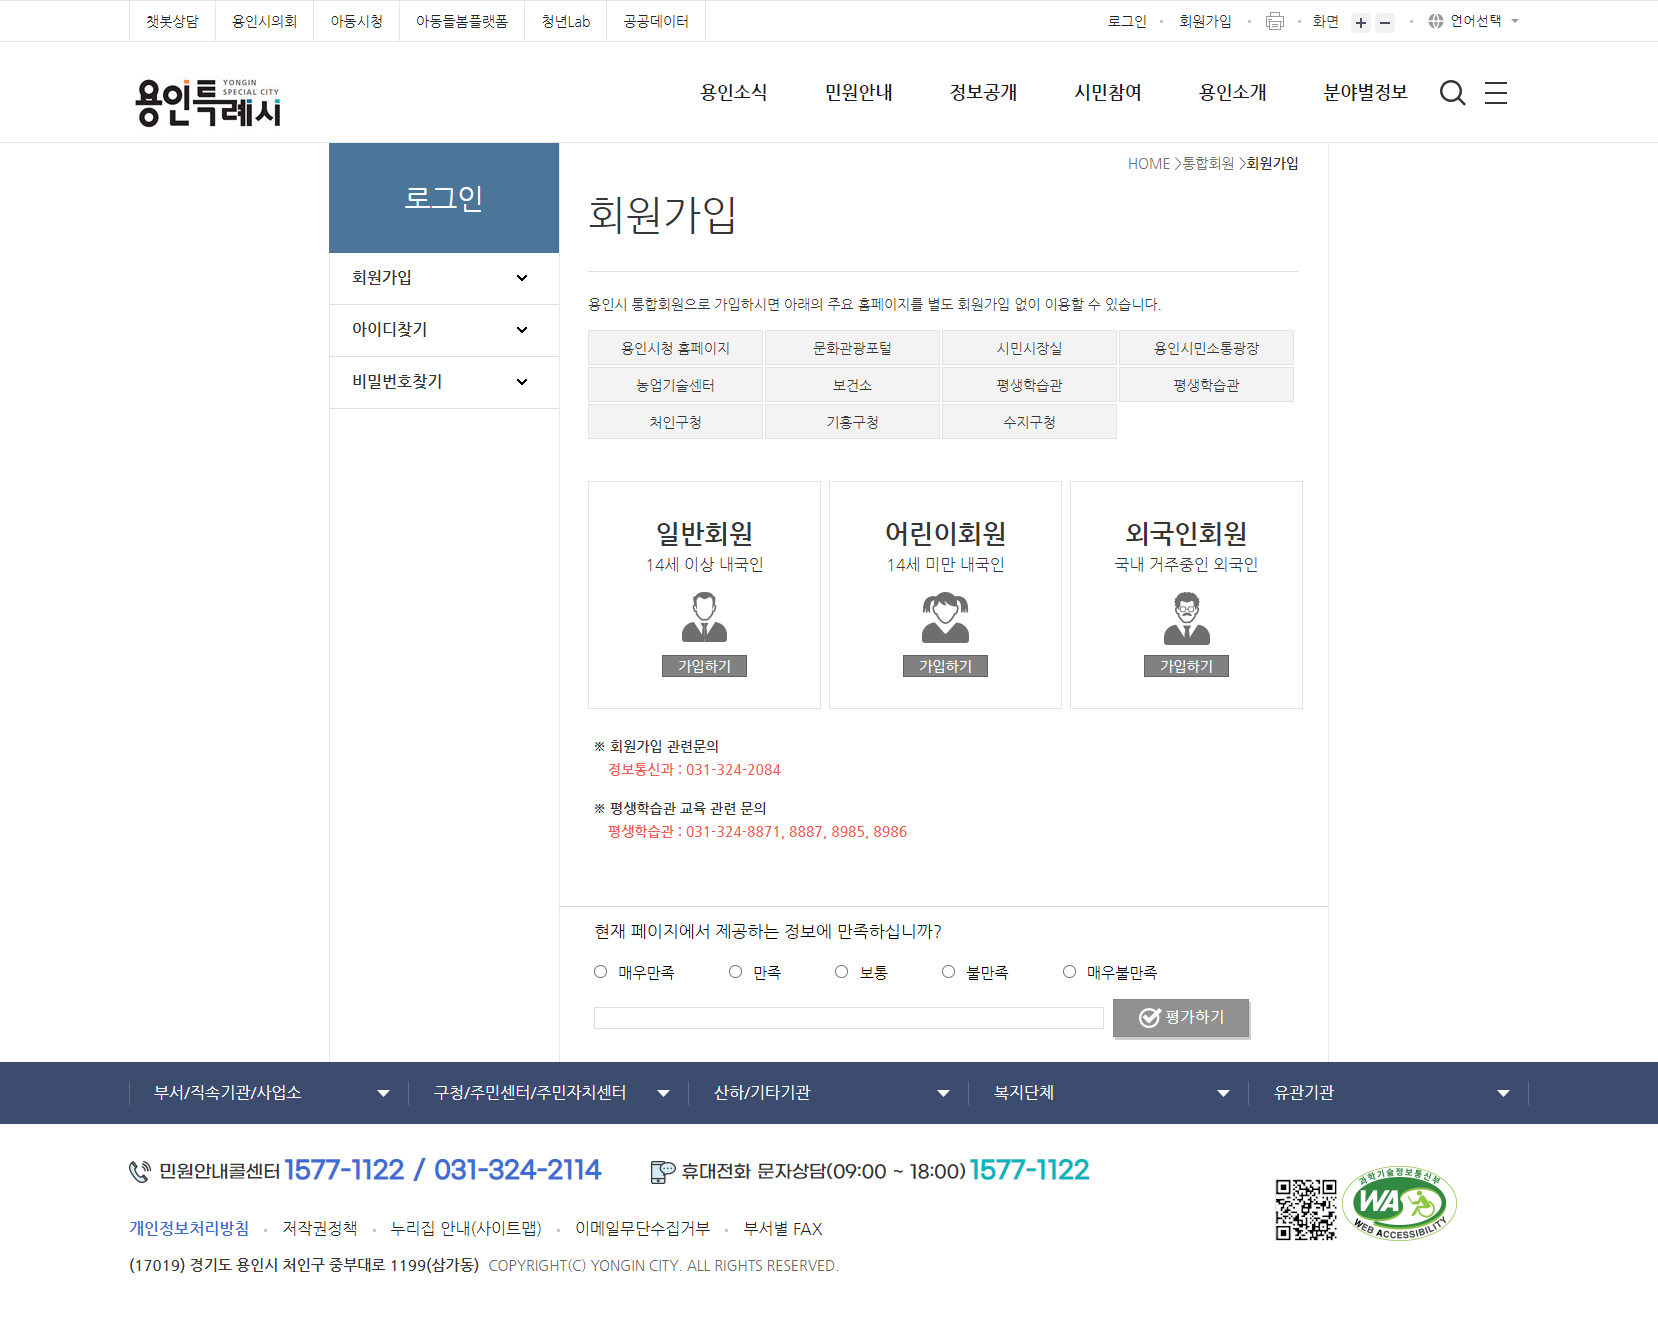 챗봇상담 용인시의회 아동시청 아동돌봄플랫폼 청년Lab 공공데이터
로그인 회원가입 화면 언어선택
용인특례시 YONGIN SPECIAL CITY
용인소식 민원안내 정보공개 시민참여 용인소개 분야별정보
로그인
회원가입
아이디찾기
비밀번호찾기
HOME >통합회원 >회원가입
회원가입
용인시 통합회원으로 가입하시면 아래의 주요 홈페이지를 별도 회원가입 없이 이용할 수 있습니다.
용인시청 홈페이지 문화관광포털 시민시장실 용인시민소통광장
농업기술센터 보건소 평생학습관 평생학습관
처인구청 기흥구청 수지구청
일반회원 어린이회원 외국인회원
14세 이상 내국인 14세 미만 내국인 국내 거주중인 외국인
가입하기 가입하기 가입하기
※ 회원가입 관련문의
정보통신과 : 031-324-2084
※ 평생학습관 교육 관련 문의
평생학습관 : 031-324-8871, 8887, 8985, 8986
현재 페이지에서 제공하는 정보에 만족하십니까?
매우만족 만족 보통 불만족 매우불만족
평가하기
부서/직속기관/사업소 구청/주민센터/주민자치센터 산하/기타기관 복지단체 유관기관
민원안내콜센터 1577-1122 / 031-324-2114 휴대전화 문자상담(09:00 ~ 18:00) 1577-1122
과학기술정보통신부
WA
WEB ACCESSIBILITY
개인정보처리방침 저작권정책 누리집 안내(사이트맵) 이메일무단수집거부 부서별 FAX
(17019) 경기도 용인시 처인구 중부대로 1199(삼가동) COPYRIGHT(C) YONGIN CITY. ALL RIGHTS RESERVED.